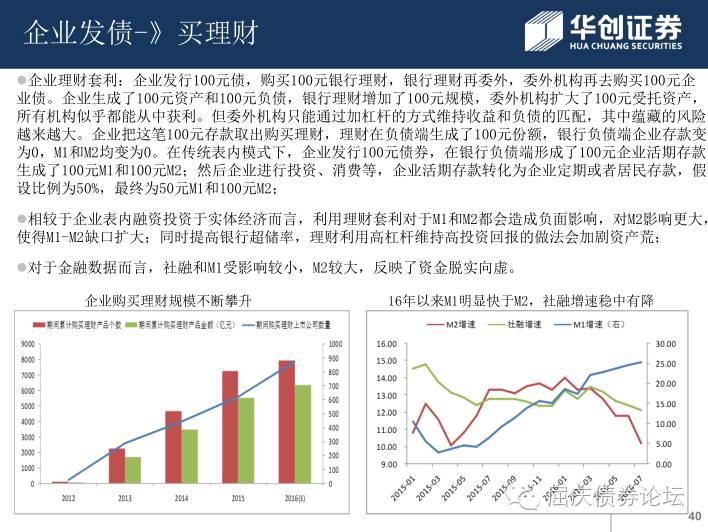 企业发债-》买理财
华创证券
HUA CHUANG SECURITIES
●企业理财套利：企业发行100元债，购买100元银行理财，银行理财再委外，委外机构再去购买100元企
业债。企业生成了100元资产和100元负债，银行理财增加了100元规模，委外机构扩大了100元受托资产，
所有机构似乎都能从中获利。但委外机构只能通过加杠杆的方式维持收益和负债的匹配，其中蕴藏的风险
越来越大。企业把这笔100元存款取出购买理财，理财在负债端生成了100元份额，银行负债端企业存款变
为0，M1和M2均变为0。在传统表内模式下，企业发行100元债券，在银行负债端形成了100元企业活期存款，
生成了100元M1和100元M2；然后企业进行投资、消费等，企业活期存款转化为企业定期或者居民存款，假
设比例为50%，最终为50元M1和100元M2；
●相较于企业表内融资投资于实体经济而言，利用理财套利对于M1和M2都会造成负面影响，对M2影响更大，
使得M1-M2缺口扩大；同时提高银行超储率，理财利用高杠杆维持高投资回报的做法会加剧资产荒；
●对于金融数据而言，社融和M1受影响较小，M2较大，反映了资金脱实向虚。
企业购买理财规模不断攀升
期间累计购买理财产品个数 期间累计购买理财产品金额（亿元） 期间购买理财上市公司数量
9000 1000
8000 900
7000 800
6000 700
5000 600
4000 500
3000 400
2000 300
1000 200
0 100
0
2012 2013 2014 2015 2016(E)
16年以来M1明显快于M2，社融增速稳中有降
M2增速 社融增速 M1增速（右）
16.00 30.00
15.00 25.00
14.00 20.00
13.00 15.00
12.00 10.00
11.00 5.00
10.00 0.00
9.00
2015-01 2015-03 2015-05 2015-07 2015-09 2015-11 2016-01 2016-03 2016-05 2016-07
屈庆债券论坛
40